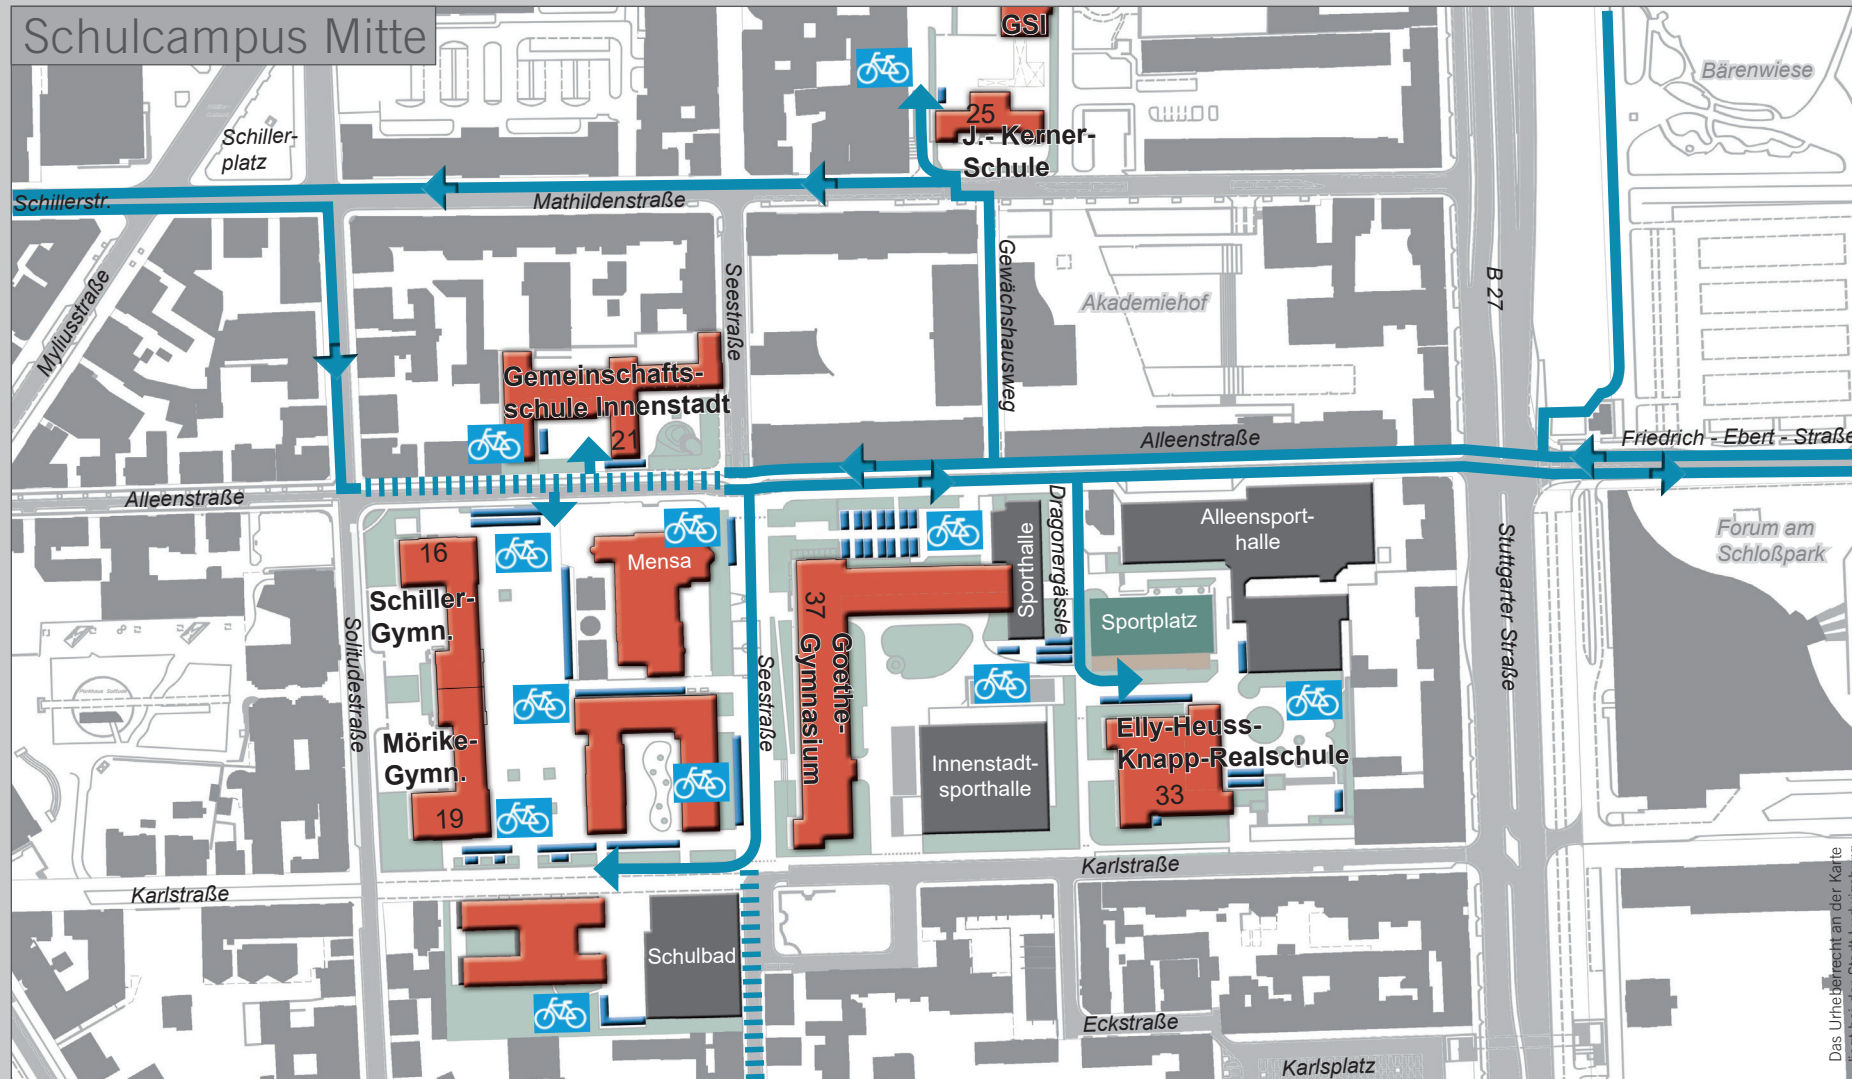 Schulcampus Mitte
GSI
Bärenwiese
Schiller-
platz
25
J.- Kerner-
Schule
Schillerstr.
Mathildenstraße
Myliusstraße
Seestraße
Gewächshausweg
Akademiehof
B 27
Gemeinschafts-
schule Innenstadt
21
Alleenstraße
Friedrich - Ebert - Straße
Alleenstraße
16
Schiller-
Gymn.
Mensa
37
Goethe-
Gymnasium
Sporthalle
Dragonergässle
Alleensport-
halle
Sportplatz
Stuttgarter Straße
Forum am
Schloßpark
Solitudestraße
Seestraße
Mörike-
Gymn.
19
Innenstadt-
sporthalle
Elly-Heuss-
Knapp-Realschule
33
Karlstraße
Karlstraße
Schulbad
Eckstraße
Karlsplatz
Das Urheberrecht an der Karte